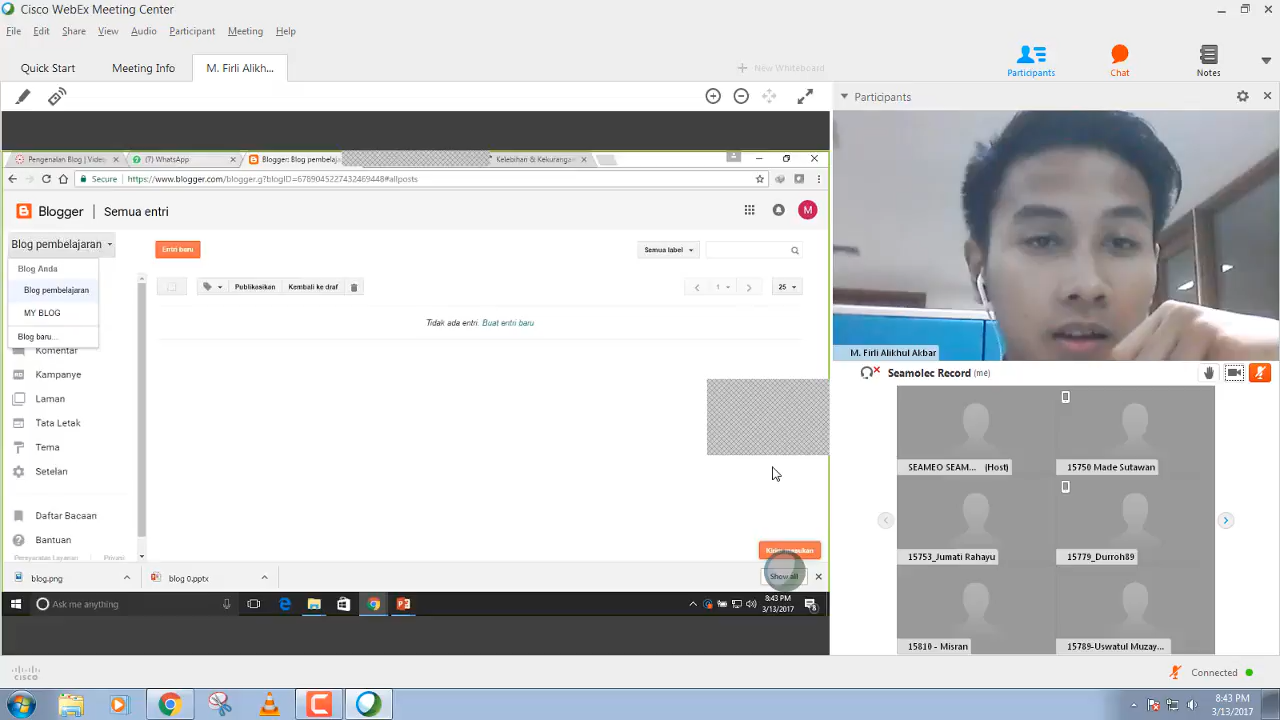 Cisco WebEx Meeting Center
File Edit Share View Audio Participant Meeting Help
Quick Start Meeting Info M. Firli Alikh...
New Whiteboard
Participants Chat Notes
Participants
Pengenalan Blog | Video
(7) WhatsApp
Blogger: Blog pembelaja
Kelebihan & Kekurangan
Secure https://www.blogger.com/blogger.g?blogID=6789045227432469448#allposts
Blogger Semua entri
M
Blog pembelajaran
Entri baru
Semua label
Blog Anda
Blog pembelajaran
MY BLOG
Blog baru...
Publikasikan Kembali ke draf
1
25
Tidak ada entri. Buat entri baru
Komentar
Kampanye
Laman
Tata Letak
Tema
Setelan
Daftar Bacaan
Bantuan
Persyaratan Layanan Privasi
blog.png
blog 0.pptx
Show all
Ask me anything
8:43 PM
3/13/2017
M. Firli Alikhul Akbar
Seamolec Record (me)
SEAMEO SEAM... (Host)
15750 Made Sutawan
15753_Jumati Rahayu
15779_Durroh89
15810 - Misran
15789-Uswatul Muzay...
cisco
Connected
8:43 PM
3/13/2017